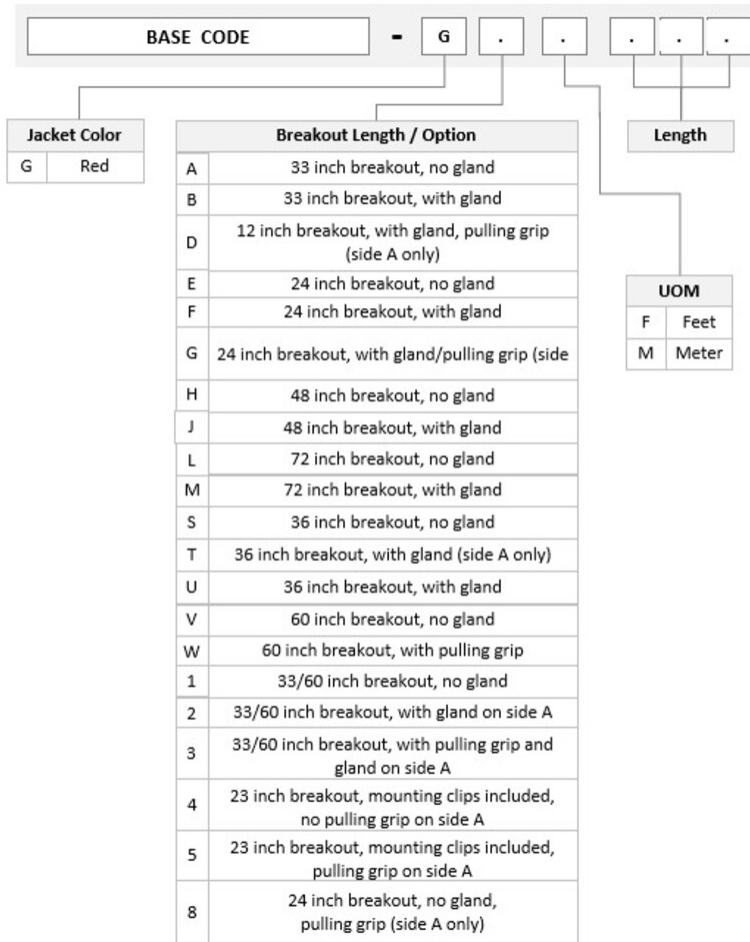 BASE CODE - G . . . . .
Jacket Color
G Red
Breakout Length / Option
A 33 inch breakout, no gland
B 33 inch breakout, with gland
D 12 inch breakout, with gland, pulling grip
(side A only)
E 24 inch breakout, no gland
F 24 inch breakout, with gland
G 24 inch breakout, with gland/pulling grip (side
H 48 inch breakout, no gland
J 48 inch breakout, with gland
L 72 inch breakout, no gland
M 72 inch breakout, with gland
S 36 inch breakout, no gland
T 36 inch breakout, with gland (side A only)
U 36 inch breakout, with gland
V 60 inch breakout, no gland
W 60 inch breakout, with pulling grip
1 33/60 inch breakout, no gland
2 33/60 inch breakout, with gland on side A
3 33/60 inch breakout, with pulling grip and
gland on side A
4 23 inch breakout, mounting clips included,
no pulling grip on side A
5 23 inch breakout, mounting clips included,
pulling grip on side A
8 24 inch breakout, no gland,
pulling grip (side A only)
Length
UOM
F Feet
M Meter